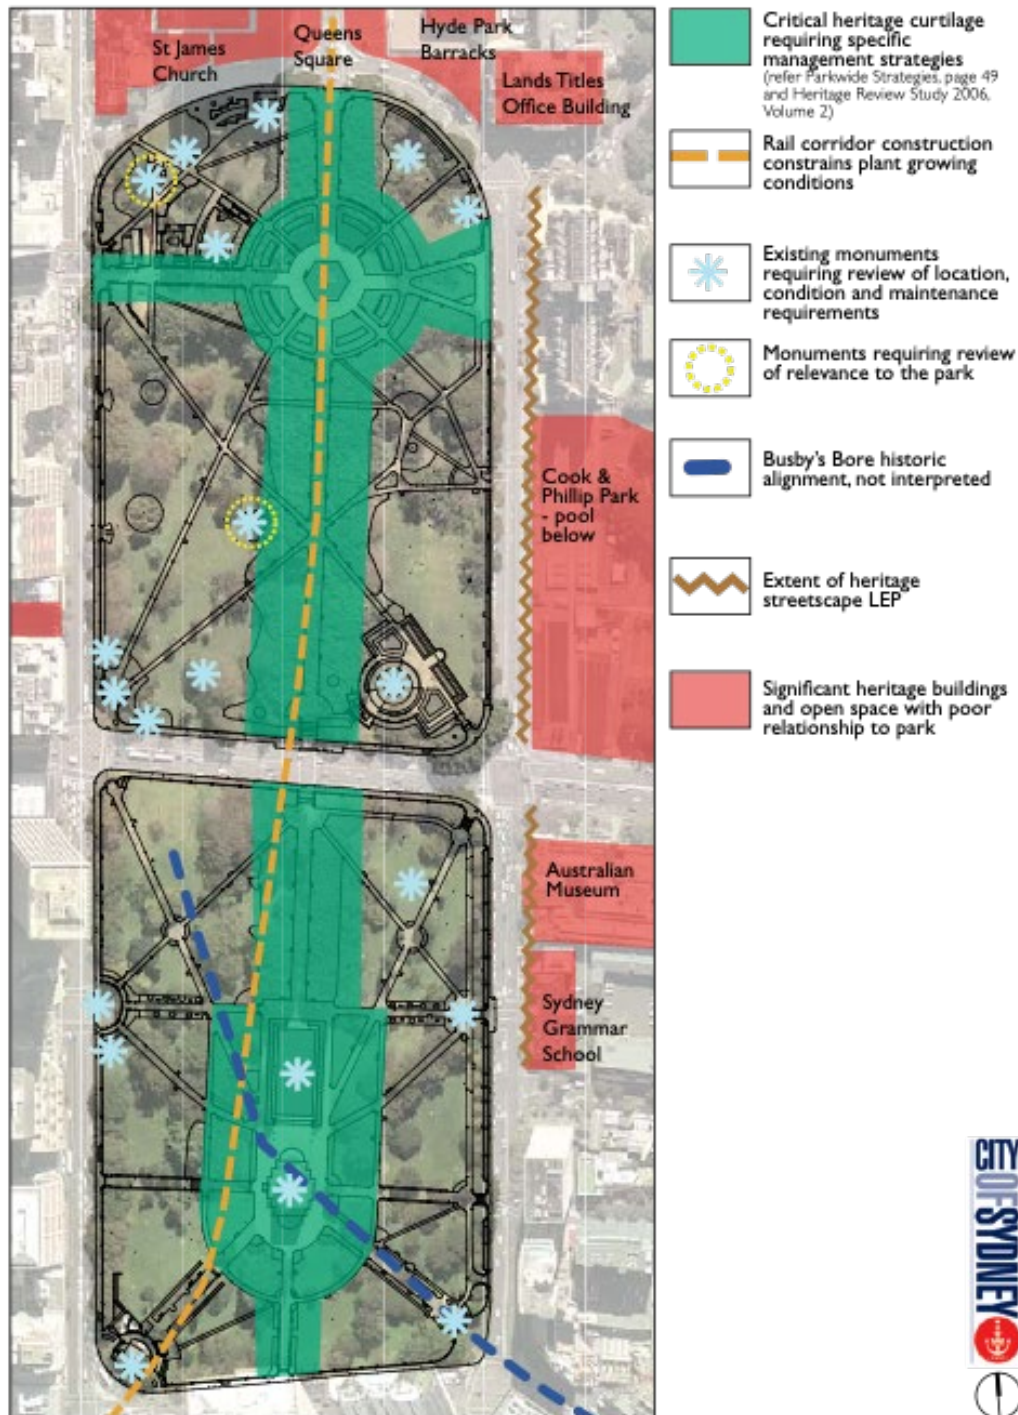 St James
Church
Queens
Square
Hyde Park
Barracks
Lands Titles
Office Building
Cook &
Phillip Park
- pool
below
Australian
Museum
Sydney
Grammar
School
Critical heritage curtilage
requiring specific
management strategies
(refer Parkwide Strategies, page 49
and Heritage Review Study 2006,
Volume 2)
Rail corridor construction
constrains plant growing
conditions
Existing monuments
requiring review of location,
condition and maintenance
requirements
Monuments requiring review
of relevance to the park
Busby's Bore historic
alignment, not interpreted
Extent of heritage
streetscape LEP
Significant heritage buildings
and open space with poor
relationship to park
CITY OF SYDNEY